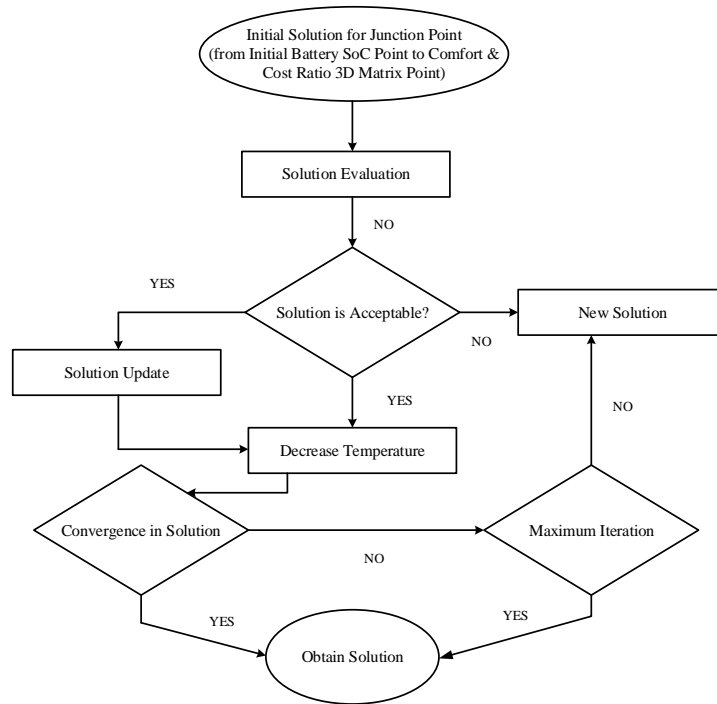 Initial Solution for Junction Point
(from Initial Battery SoC Point to Comfort &
Cost Ratio 3D Matrix Point)
Solution Evaluation
NO
YES
Solution is Acceptable?
New Solution
NO
Solution Update
YES
NO
Decrease Temperature
Convergence in Solution
Maximum Iteration
NO
YES
YES
Obtain Solution